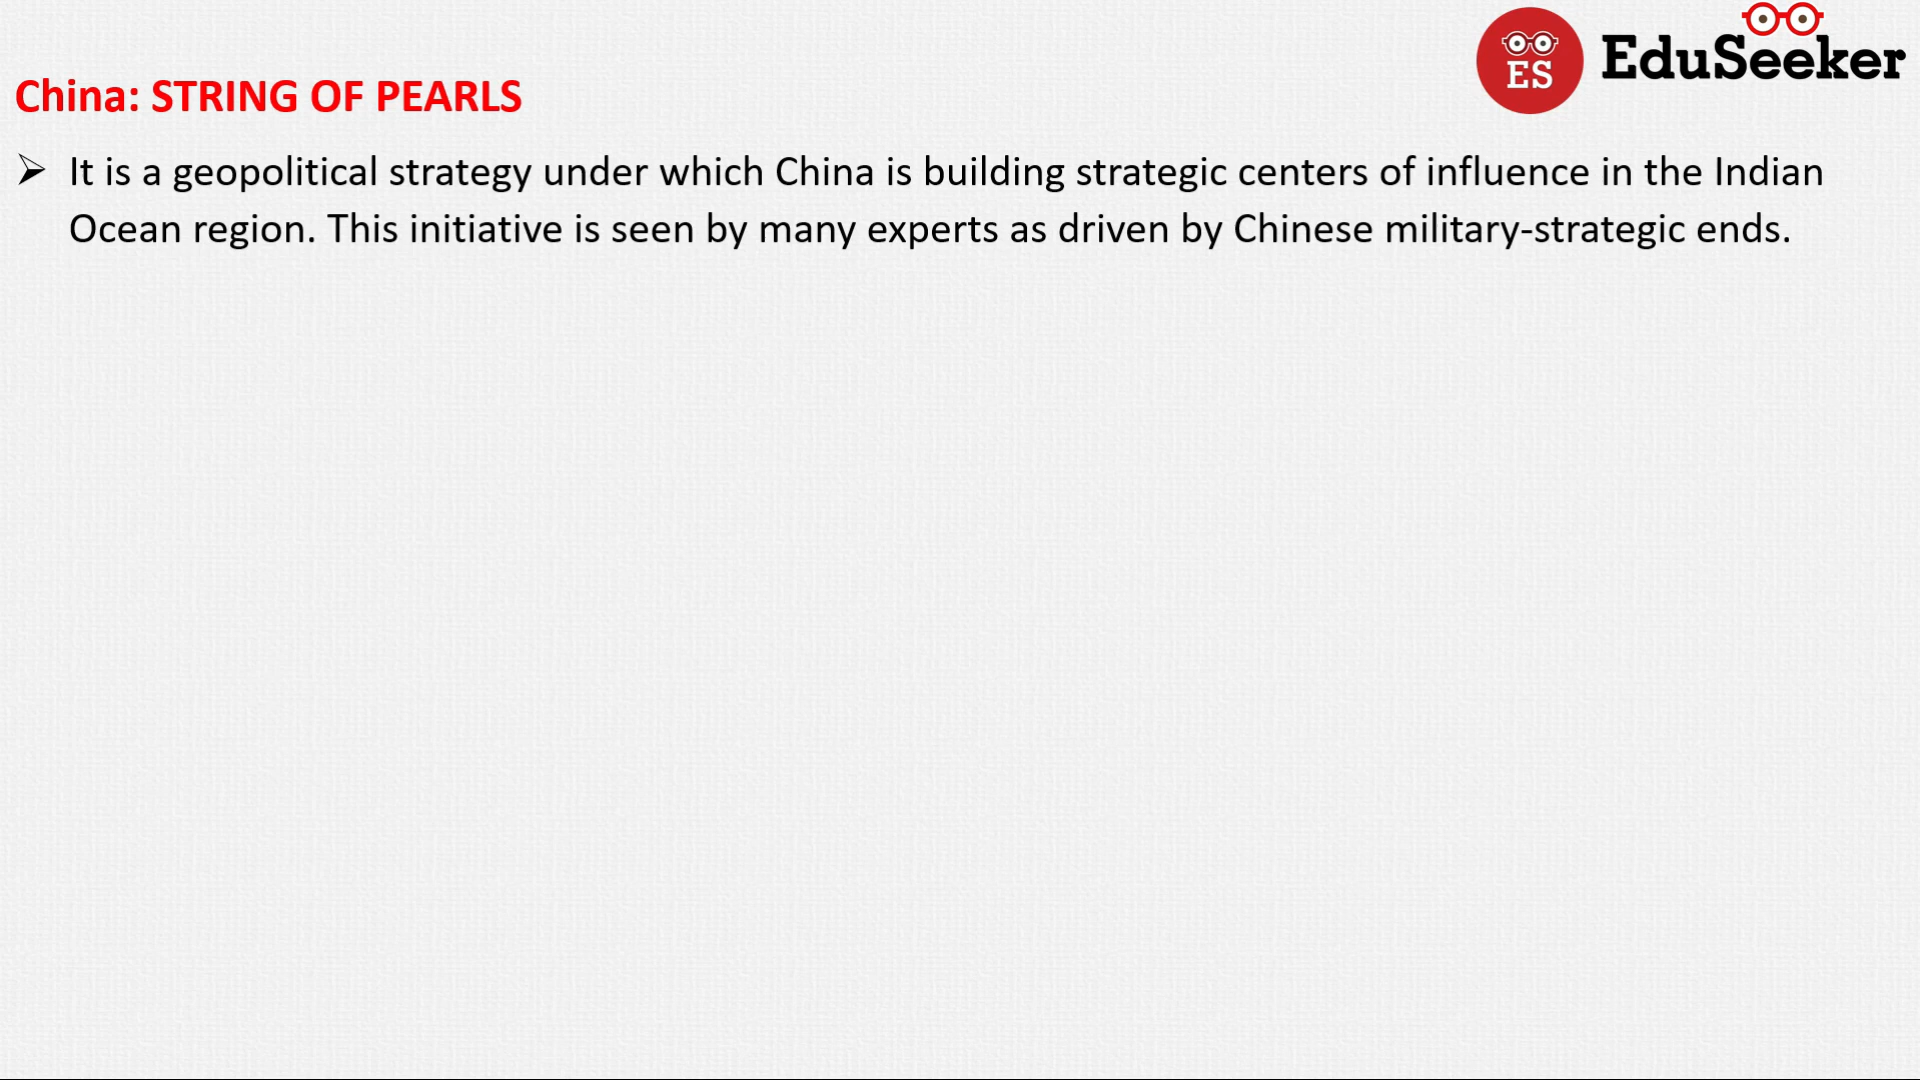 ES
EduSeeker
China: STRING OF PEARLS
It is a geopolitical strategy under which China is building strategic centers of influence in the Indian
Ocean region. This initiative is seen by many experts as driven by Chinese military-strategic ends.